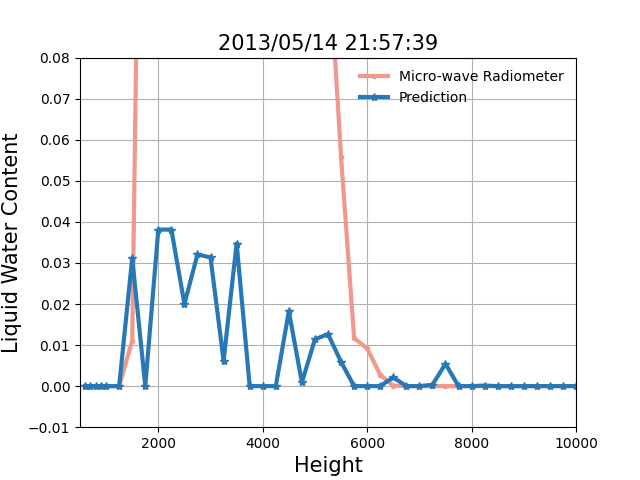 2013/05/14 21:57:39
Micro-wave Radiometer
Prediction
Liquid Water Content
0.08
0.07
0.06
0.05
0.04
0.03
0.02
0.01
0.00
−0.01
2000 4000 6000 8000 10000
Height